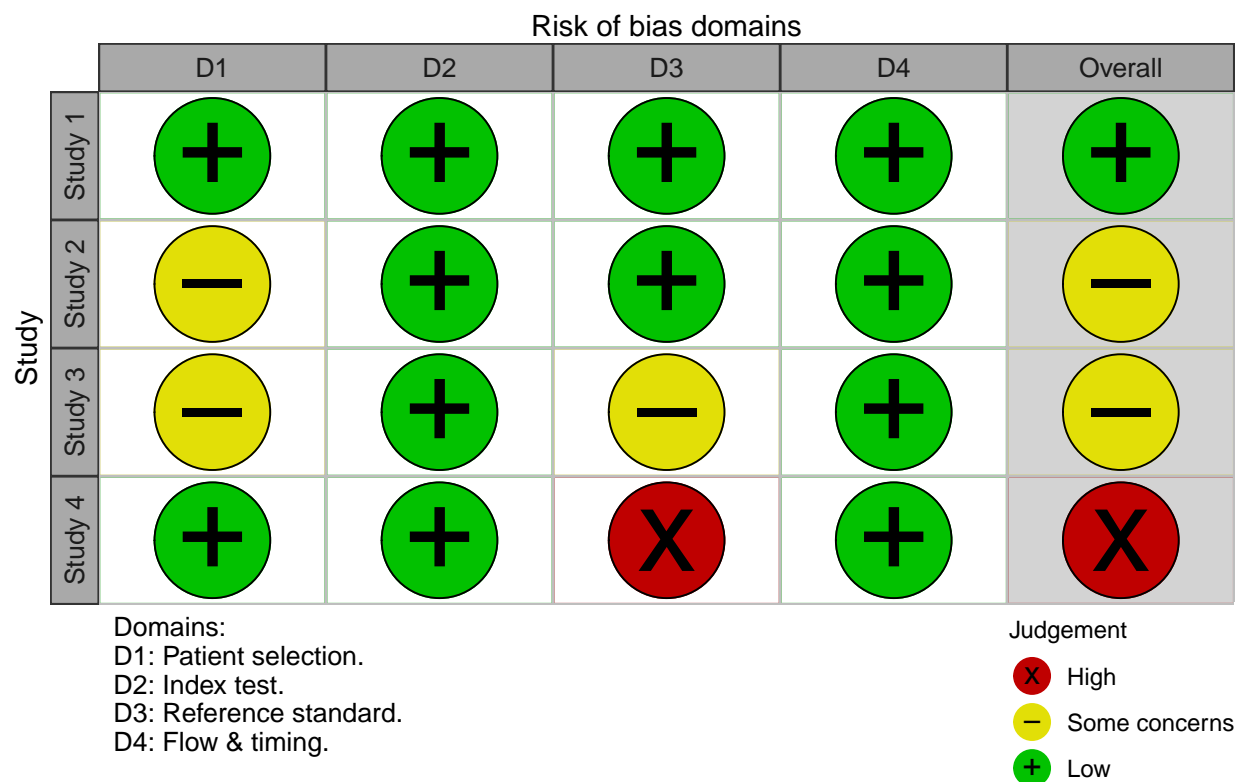 Risk of bias domains
D1 D2 D3 D4 Overall
Study
Study 1 + + + + +
Study 2 − + + + −
Study 3 − + − + −
Study 4 + + X + X
Domains:
D1: Patient selection.
D2: Index test.
D3: Reference standard.
D4: Flow & timing.
Judgement
X High
− Some concerns
+ Low